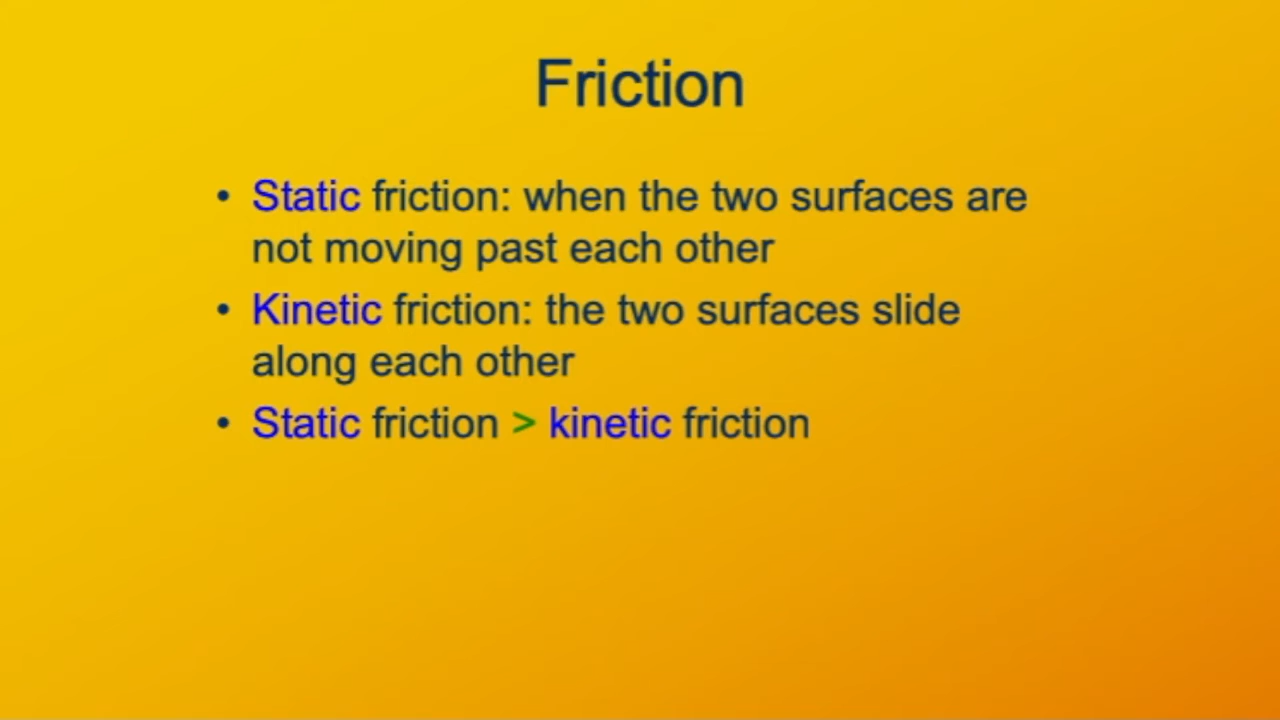 Friction
• Static friction: when the two surfaces are
not moving past each other
• Kinetic friction: the two surfaces slide
along each other
• Static friction > kinetic friction